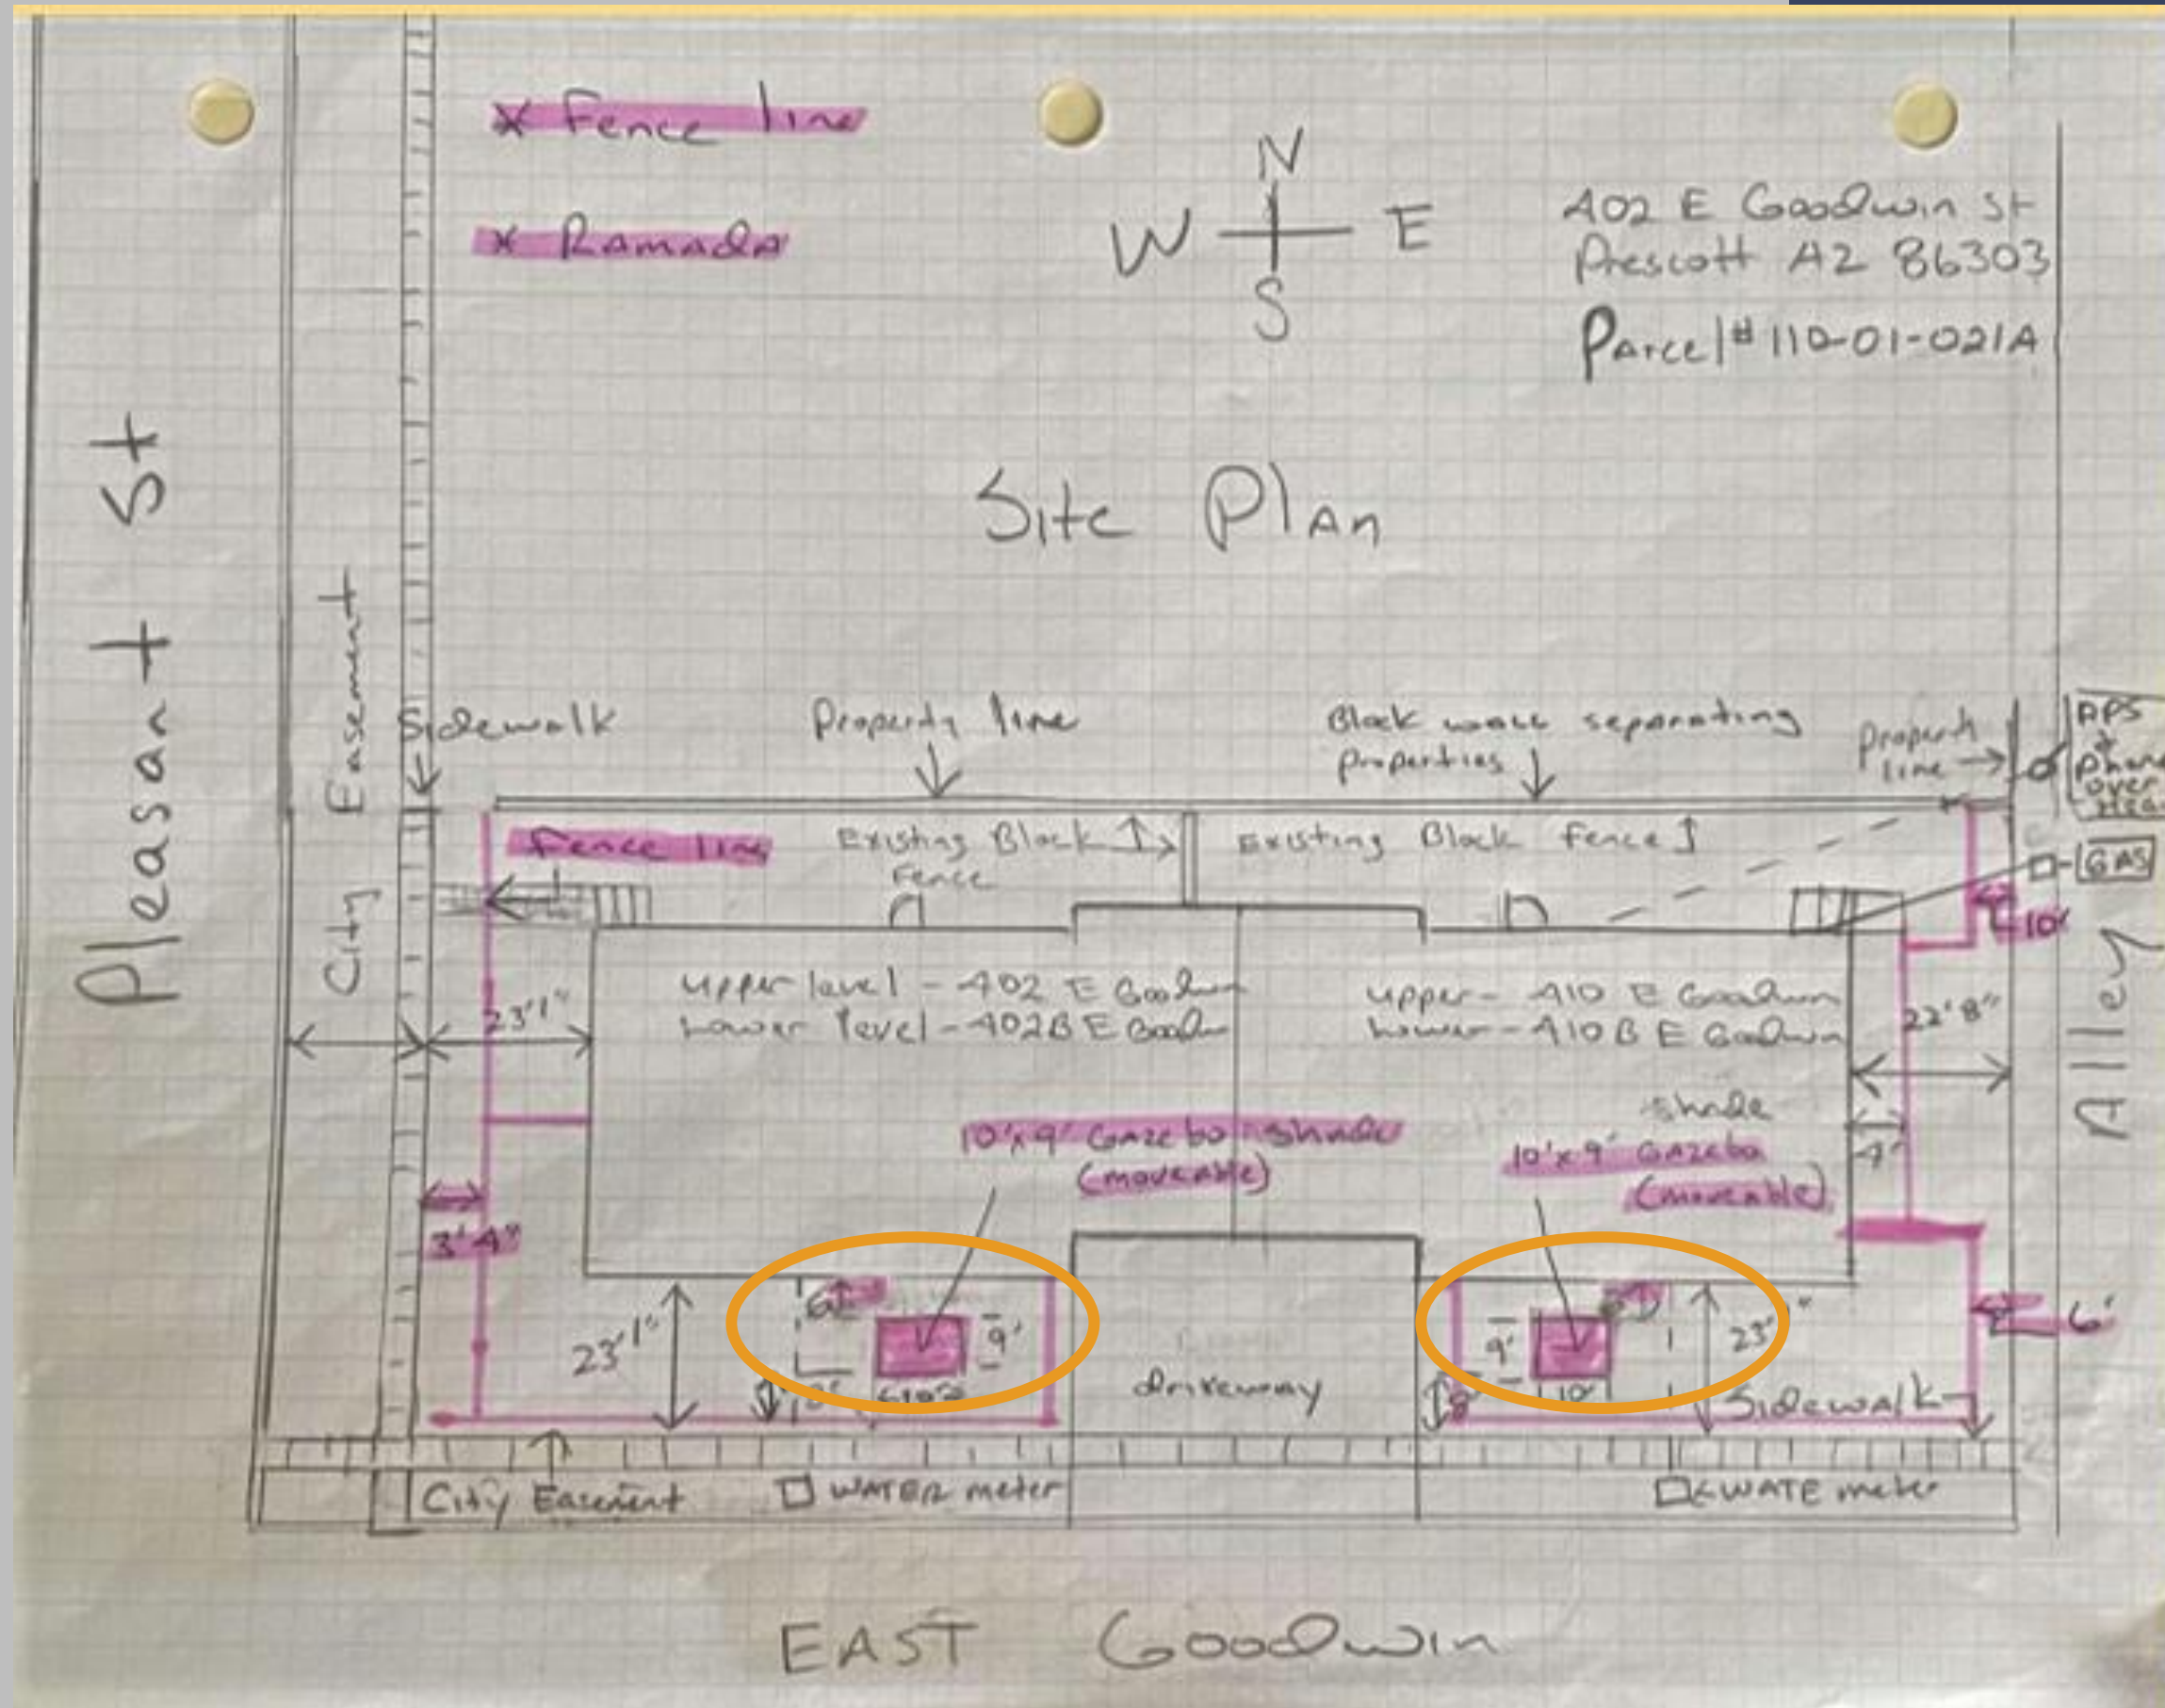 x Fence line
x Ramada
N
W E
S
402 E Goodwin St
Prescott AZ 86303
Parcel # 110-01-021A
Site Plan
Pleasant St
City Easement
Sidewalk
Property line
Block wall separating
properties
Property
line
APS
&
Phone
over
Head
GAS
Fence line
Existing Block
Fence
Existing Block fence
10'
Alley
upper level - 402 E Goodwin
Lower level - 402B E Goodwin
upper - 410 E Goodwin
Lower - 410 B E Goodwin
23'1"
22'8"
10'x9' Gazebo shade
(moveable)
shade
10'x9' Gazebo
(moveable)
3'4"
23'1"
6'
9'
driveway
9'
10'
8'
23'
Sidewalk
6'
City Easement
WATER meter
WATE meter
EAST Goodwin